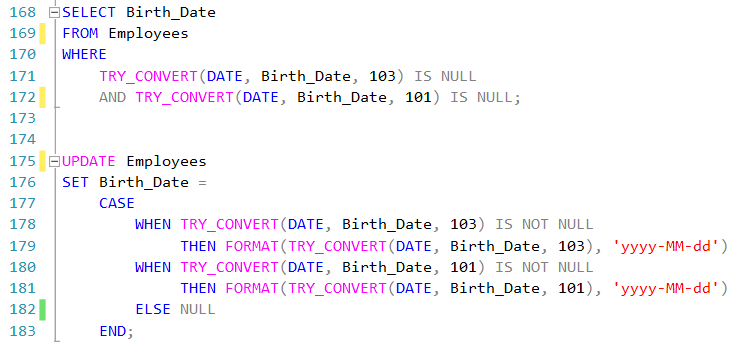 168 SELECT Birth_Date
169 FROM Employees
170 WHERE
171     TRY_CONVERT(DATE, Birth_Date, 103) IS NULL
172     AND TRY_CONVERT(DATE, Birth_Date, 101) IS NULL;
173
174
175 UPDATE Employees
176 SET Birth_Date =
177     CASE
178         WHEN TRY_CONVERT(DATE, Birth_Date, 103) IS NOT NULL
179              THEN FORMAT(TRY_CONVERT(DATE, Birth_Date, 103), 'yyyy-MM-dd')
180         WHEN TRY_CONVERT(DATE, Birth_Date, 101) IS NOT NULL
181              THEN FORMAT(TRY_CONVERT(DATE, Birth_Date, 101), 'yyyy-MM-dd')
182         ELSE NULL
183     END;